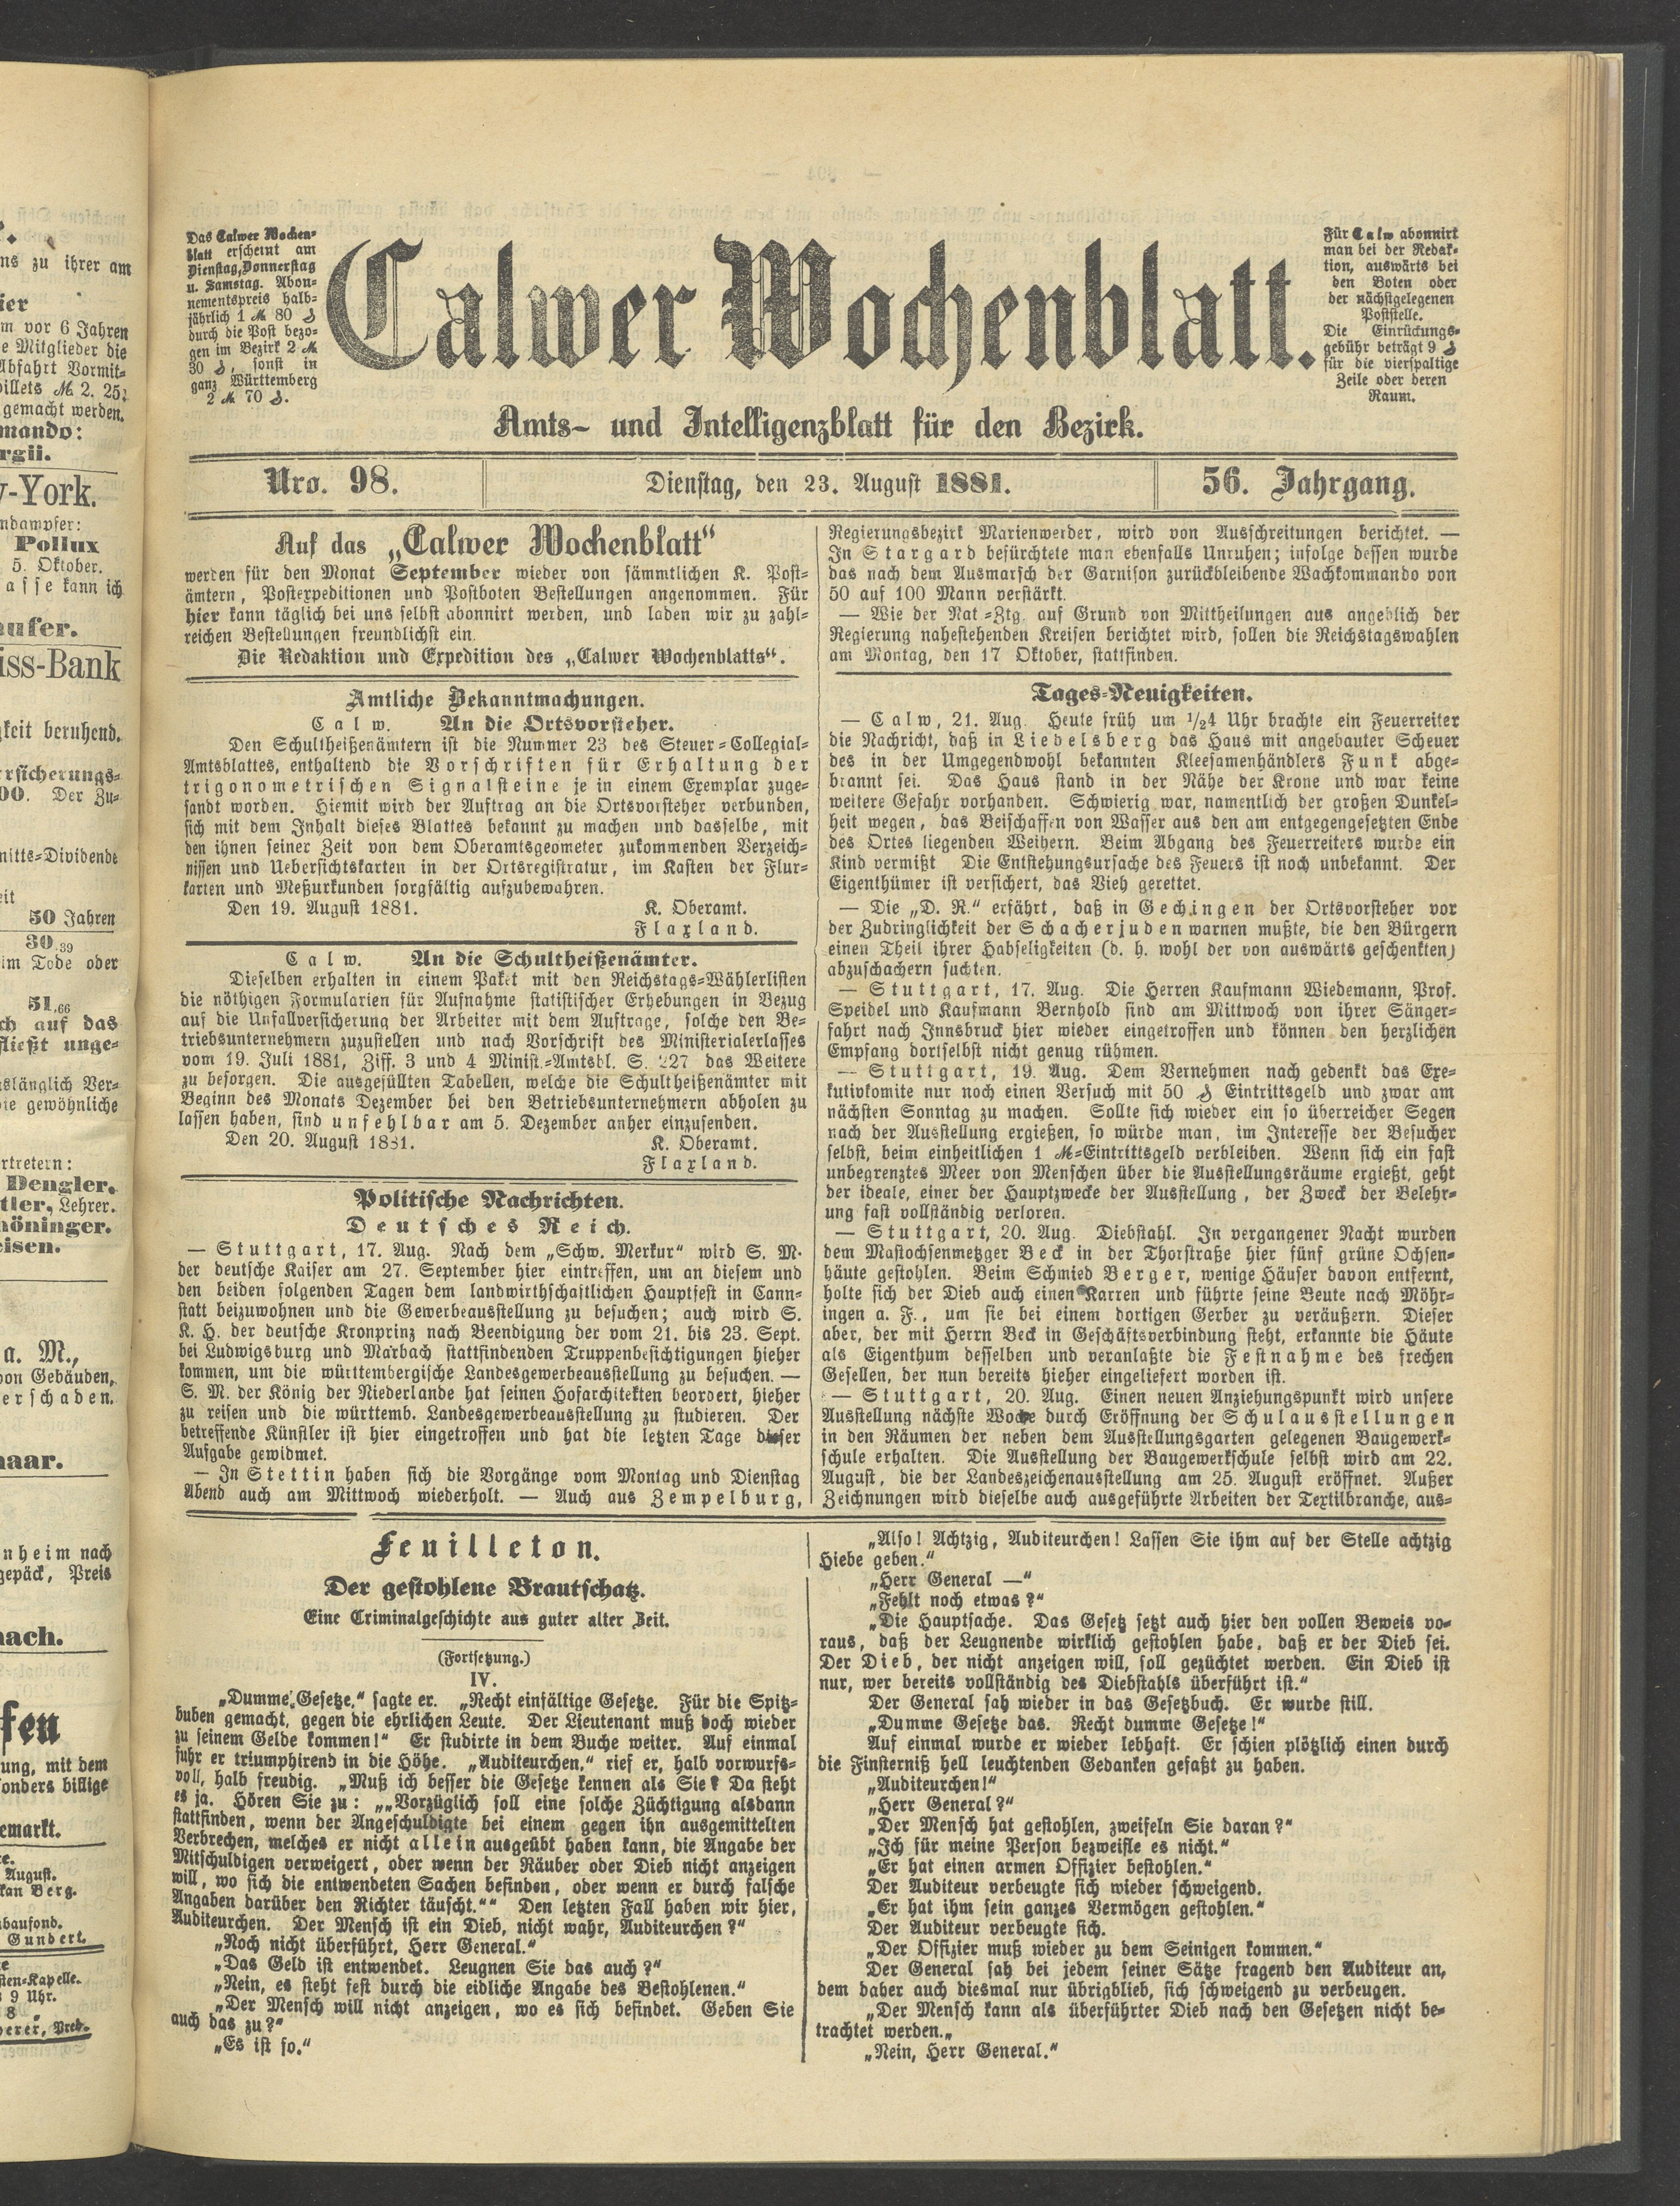 Das Calwer Wochen-
blatt erscheint am
Dienstag, Donnerstag
u. Samstag. Abon-
nementspreis halb-
jährlich 1 ℳ 80 ₰
durch die Post bezo-
gen im Bezirk 2 ℳ
30 ₰, sonst in
ganz Württemberg
2 ℳ 70 ₰.
Calwer Wochenblatt.
Für Calw abonnirt
man bei der Redak-
tion, auswärts bei
den Boten oder
der nächstgelegenen
Poststelle.
Die Einrückungs-
gebühr beträgt 9 ₰
für die vierspaltige
Zeile oder deren
Raum.
Amts- und Intelligenzblatt für den Bezirk.
Nro. 98.
Dienstag, den 23. August 1881.
56. Jahrgang.
Auf das „Calwer Wochenblatt“
werden für den Monat September wieder von sämmtlichen K. Post-
ämtern, Postexpeditionen und Postboten Bestellungen angenommen. Für
hier kann täglich bei uns selbst abonnirt werden, und laden wir zu zahl-
reichen Bestellungen freundlichst ein.
Die Redaktion und Expedition des „Calwer Wochenblatts“.
Amtliche Bekanntmachungen.
Calw. An die Ortsvorsteher.
Den Schultheißenämtern ist die Nummer 23 des Steuer-Collegial-
Amtsblattes, enthaltend die Vorschriften für Erhaltung der
trigonometrischen Signalsteine je in einem Exemplar zuge-
sandt worden. Hiemit wird der Auftrag an die Ortsvorsteher verbunden,
sich mit dem Inhalt dieses Blattes bekannt zu machen und dasselbe, mit
den ihnen seiner Zeit von dem Oberamtsgeometer zukommenden Verzeich-
nissen und Uebersichtskarten in der Ortsregistratur, im Kasten der Flur-
karten und Meßurkunden sorgfältig aufzubewahren.
Den 19. August 1881. K. Oberamt.
Flaxland.
Calw. An die Schultheißenämter.
Dieselben erhalten in einem Paket mit den Reichstags-Wählerlisten
die nöthigen Formularien für Aufnahme statistischer Erhebungen in Bezug
auf die Unfallversicherung der Arbeiter mit dem Auftrage, solche den Be-
triebsunternehmern zuzustellen und nach Vorschrift des Ministerialerlasses
vom 19. Juli 1881, Ziff. 3 und 4 Minist.-Amtsbl. S. 227 das Weitere
zu besorgen. Die ausgefüllten Tabellen, welche die Schultheißenämter mit
Beginn des Monats Dezember bei den Betriebsunternehmern abholen zu
lassen haben, sind unfehlbar am 5. Dezember anher einzusenden.
Den 20. August 1881. K. Oberamt.
Flaxland.
Politische Nachrichten.
Deutsches Reich.
— Stuttgart, 17. Aug. Nach dem „Schw. Merkur“ wird S. M.
der deutsche Kaiser am 27. September hier eintreffen, um an diesem und
den beiden folgenden Tagen dem landwirthschaftlichen Hauptfest in Cann-
statt beizuwohnen und die Gewerbeausstellung zu besuchen; auch wird S.
K. H. der deutsche Kronprinz nach Beendigung der vom 21. bis 23. Sept.
bei Ludwigsburg und Marbach stattfindenden Truppenbesichtigungen hieher
kommen, um die württembergische Landesgewerbeausstellung zu besuchen. —
S. M. der König der Niederlande hat seinen Hofarchitekten beordert, hieher
zu reisen und die württemb. Landesgewerbeausstellung zu studieren. Der
betreffende Künstler ist hier eingetroffen und hat die letzten Tage dieser
Aufgabe gewidmet.
— In Stettin haben sich die Vorgänge vom Montag und Dienstag
Abend auch am Mittwoch wiederholt. — Auch aus Zempelburg,
Regierungsbezirk Marienwerder, wird von Ausschreitungen berichtet. —
In Stargard befürchtete man ebenfalls Unruhen; infolge dessen wurde
das nach dem Ausmarsch der Garnison zurückbleibende Wachkommando von
50 auf 100 Mann verstärkt.
— Wie der Nat-Ztg. auf Grund von Mittheilungen aus angeblich der
Regierung nahestehenden Kreisen berichtet wird, sollen die Reichstagswahlen
am Montag, den 17 Oktober, stattfinden.
Tages-Neuigkeiten.
— Calw, 21. Aug. Heute früh um 1/24 Uhr brachte ein Feuerreiter
die Nachricht, daß in Liebelsberg das Haus mit angebauter Scheuer
des in der Umgegendwohl bekannten Kleesamenhändlers Funk abge-
brannt sei. Das Haus stand in der Nähe der Krone und war keine
weitere Gefahr vorhanden. Schwierig war, namentlich der großen Dunkel-
heit wegen, das Beischaffen von Wasser aus den am entgegengesetzten Ende
des Ortes liegenden Weihern. Beim Abgang des Feuerreiters wurde ein
Kind vermißt Die Entstehungsursache des Feuers ist noch unbekannt. Der
Eigenthümer ist versichert, das Vieh gerettet.
— Die „D. R.“ erfährt, daß in Gechingen der Ortsvorsteher vor
der Zudringlichkeit der Schacherjuden warnen mußte, die den Bürgern
einen Theil ihrer Habseligkeiten (d. h. wohl der von auswärts geschenkten)
abzuschachern suchten.
— Stuttgart, 17. Aug. Die Herren Kaufmann Wiedemann, Prof.
Speidel und Kaufmann Bernhold sind am Mittwoch von ihrer Sänger-
fahrt nach Innsbruck hier wieder eingetroffen und können den herzlichen
Empfang dortselbst nicht genug rühmen.
— Stuttgart, 19. Aug. Dem Vernehmen nach gedenkt das Exe-
kutivkomite nur noch einen Versuch mit 50 ₰ Eintrittsgeld und zwar am
nächsten Sonntag zu machen. Sollte sich wieder ein so überreicher Segen
nach der Ausstellung ergießen, so würde man, im Interesse der Besucher
selbst, beim einheitlichen 1 ℳ-Eintrittsgeld verbleiben. Wenn sich ein fast
unbegrenztes Meer von Menschen über die Ausstellungsräume ergießt, geht
der ideale, einer der Hauptzwecke der Ausstellung, der Zweck der Belehr-
ung fast vollständig verloren.
— Stuttgart, 20. Aug. Diebstahl. In vergangener Nacht wurden
dem Mastochsenmetzger Beck in der Thorstraße hier fünf grüne Ochsen-
häute gestohlen. Beim Schmied Berger, wenige Häuser davon entfernt,
holte sich der Dieb auch einen Karren und führte seine Beute nach Möhr-
ingen a. F., um sie bei einem dortigen Gerber zu veräußern. Dieser
aber, der mit Herrn Beck in Geschäftsverbindung steht, erkannte die Häute
als Eigenthum desselben und veranlaßte die Festnahme des frechen
Gesellen, der nun bereits hieher eingeliefert worden ist.
— Stuttgart, 20. Aug. Einen neuen Anziehungspunkt wird unsere
Ausstellung nächste Woche durch Eröffnung der Schulausstellungen
in den Räumen der neben dem Ausstellungsgarten gelegenen Baugewerk-
schule erhalten. Die Ausstellung der Baugewerkschule selbst wird am 22.
August, die der Landeszeichenausstellung am 25. August eröffnet. Außer
Zeichnungen wird dieselbe auch ausgeführte Arbeiten der Textilbranche, aus-
Feuilleton.
Der gestohlene Brautschatz.
Eine Criminalgeschichte aus guter alter Zeit.
(Fortsetzung.)
IV.
„Dumme Gesetze,“ sagte er. „Recht einfältige Gesetze. Für die Spitz-
buben gemacht, gegen die ehrlichen Leute. Der Lieutenant muß doch wieder
zu seinem Gelde kommen!“ Er studirte in dem Buche weiter. Auf einmal
fuhr er triumphirend in die Höhe. „Auditeurchen,“ rief er, halb vorwurfs-
voll, halb freudig. „Muß ich besser die Gesetze kennen als Sie? Da steht
es ja. Hören Sie zu: „„Vorzüglich soll eine solche Züchtigung alsdann
stattfinden, wenn der Angeschuldigte bei einem gegen ihn ausgemittelten
Verbrechen, welches er nicht allein ausgeübt haben kann, die Angabe der
Mitschuldigen verweigert, oder wenn der Räuber oder Dieb nicht anzeigen
will, wo sich die entwendeten Sachen befinden, oder wenn er durch falsche
Angaben darüber den Richter täuscht.““ Den letzten Fall haben wir hier,
Auditeurchen. Der Mensch ist ein Dieb, nicht wahr, Auditeurchen?“
„Noch nicht überführt, Herr General.“
„Das Geld ist entwendet. Leugnen Sie das auch?“
„Nein, es steht fest durch die eidliche Angabe des Bestohlenen.“
„Der Mensch will nicht anzeigen, wo es sich befindet. Geben Sie
auch das zu?“
„Es ist so.“
„Also! Achtzig, Auditeurchen! Lassen Sie ihm auf der Stelle achtzig
Hiebe geben.“
„Herr General —“
„Fehlt noch etwas?“
„Die Hauptsache. Das Gesetz setzt auch hier den vollen Beweis vo-
raus, daß der Leugnende wirklich gestohlen habe, daß er der Dieb sei.
Der Dieb, der nicht anzeigen will, soll gezüchtet werden. Ein Dieb ist
nur, wer bereits vollständig des Diebstahls überführt ist.“
Der General sah wieder in das Gesetzbuch. Er wurde still.
„Dumme Gesetze das. Recht dumme Gesetze!“
Auf einmal wurde er wieder lebhaft. Er schien plötzlich einen durch
die Finsterniß hell leuchtenden Gedanken gefaßt zu haben.
„Auditeurchen!“
„Herr General?“
„Der Mensch hat gestohlen, zweifeln Sie daran?“
„Ich für meine Person bezweifle es nicht.“
„Er hat einen armen Offizier bestohlen.“
Der Auditeur verbeugte sich wieder schweigend.
„Er hat ihm sein ganzes Vermögen gestohlen.“
Der Auditeur verbeugte sich.
„Der Offizier muß wieder zu dem Seinigen kommen.“
Der General sah bei jedem seiner Sätze fragend den Auditeur an,
dem daher auch diesmal nur übrigblieb, sich schweigend zu verbeugen.
„Der Mensch kann als überführter Dieb nach den Gesetzen nicht be-
trachtet werden.„
„Nein, Herr General.“